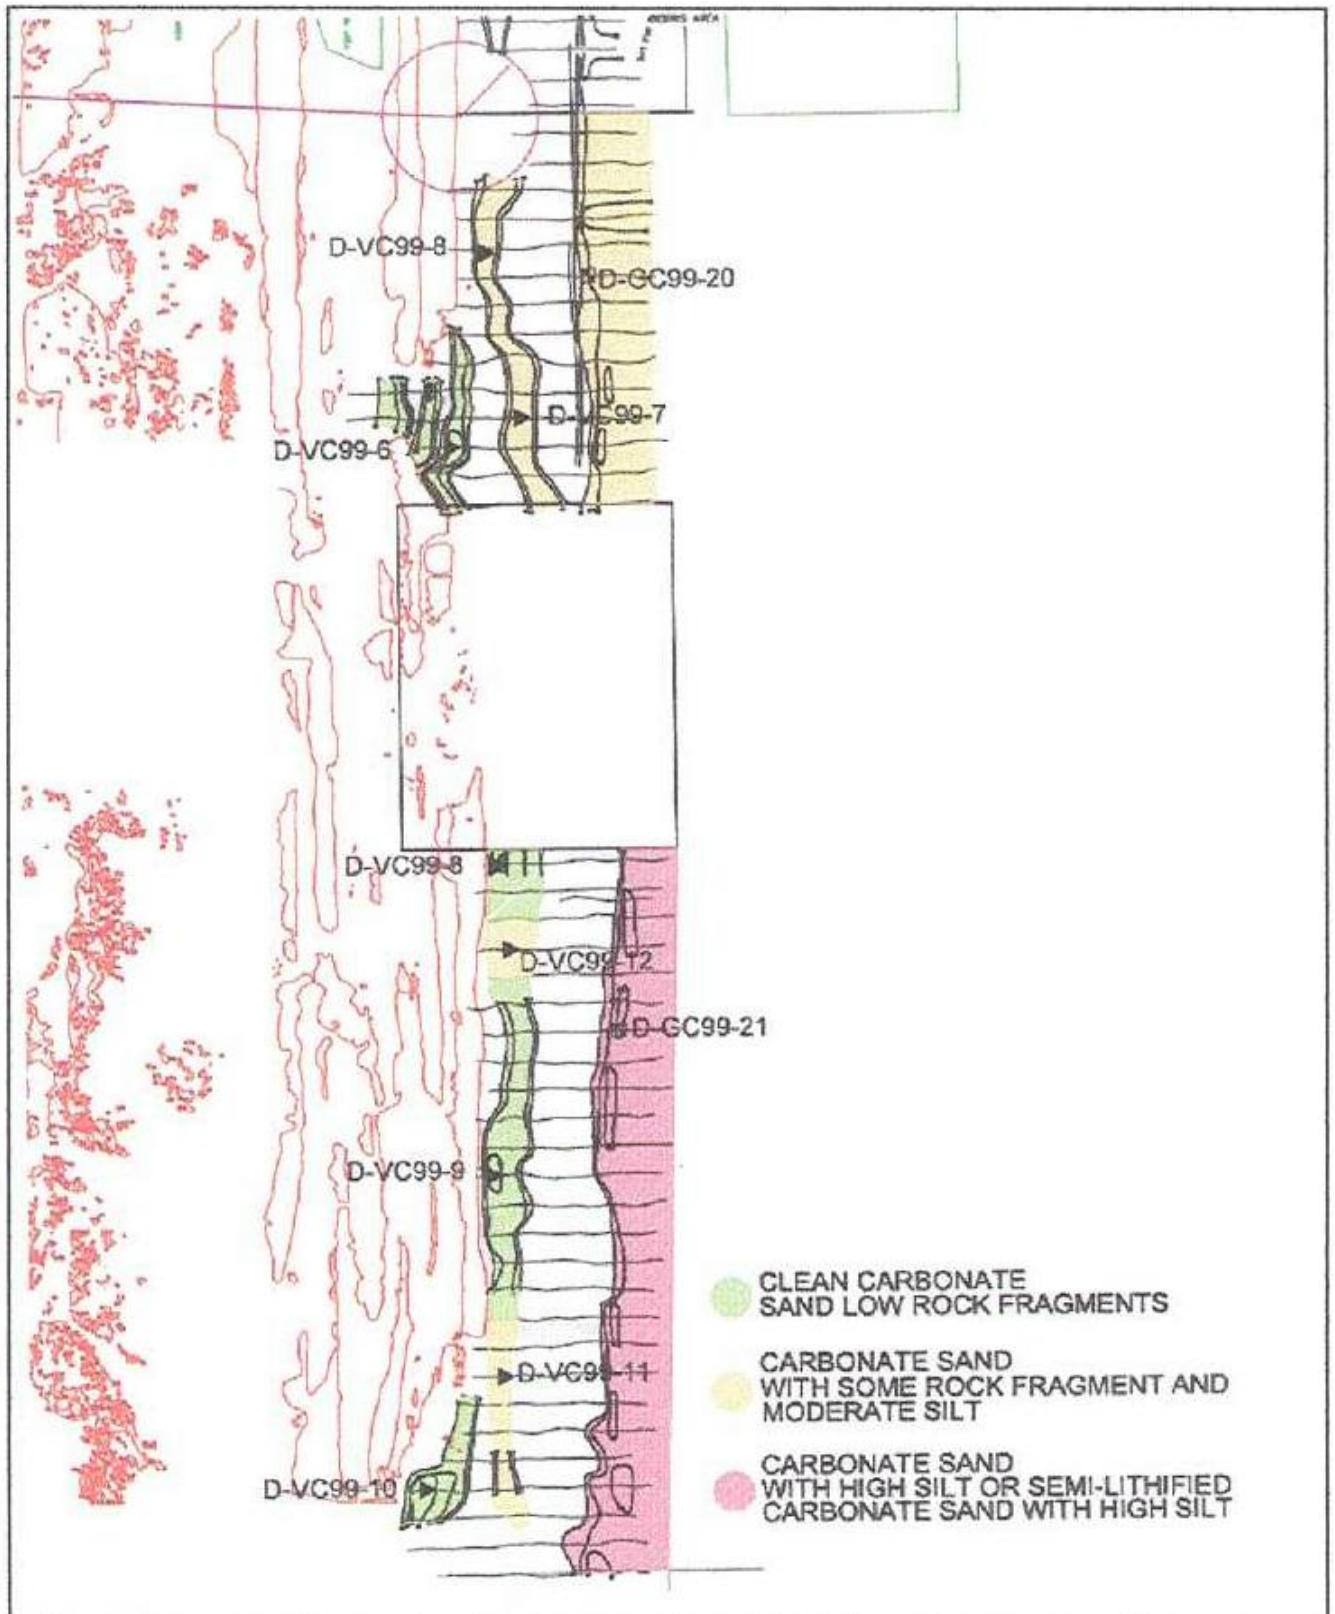 DEBRIS AREA
D-VC99-8
D-GC99-20
D-VC99-7
D-VC99-6
D-VC99-8
D-VC99-12
D-GC99-21
D-VC99-9
CLEAN CARBONATE
SAND LOW ROCK FRAGMENTS
CARBONATE SAND
WITH SOME ROCK FRAGMENT AND
MODERATE SILT
D-VC99-11
CARBONATE SAND
WITH HIGH SILT OR SEMI-LITHIFIED
CARBONATE SAND WITH HIGH SILT
D-VC99-10